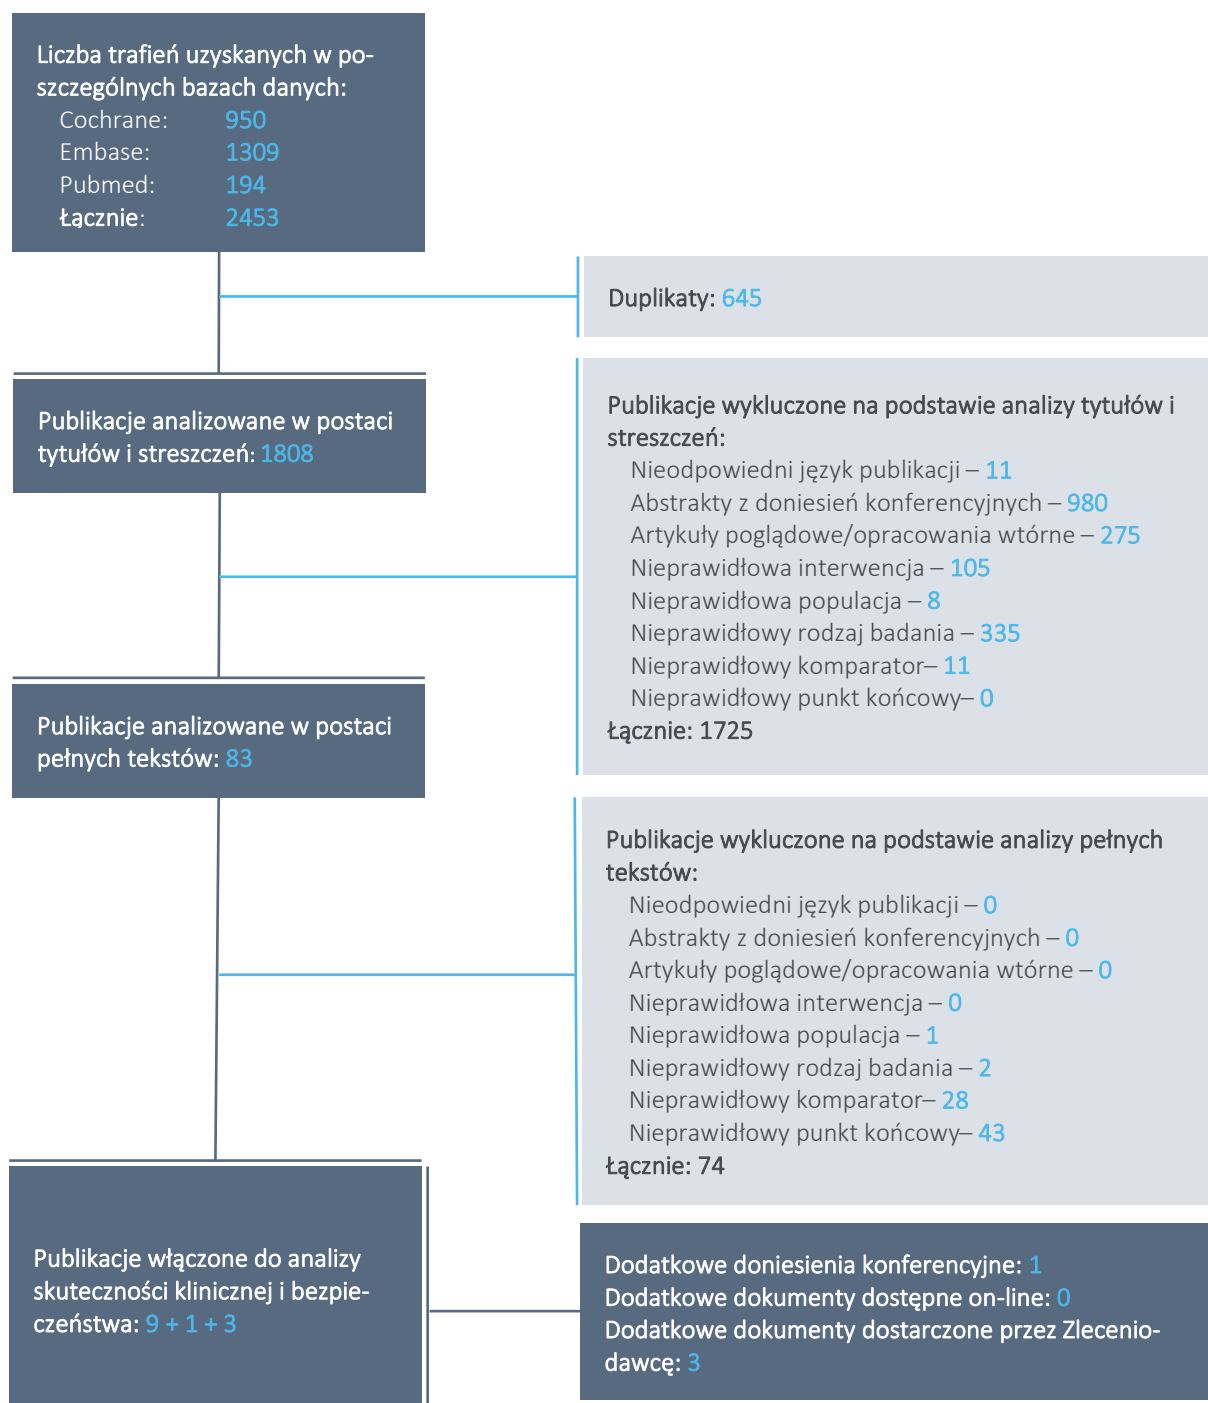 Liczba trafień uzyskanych w po-
szczególnych bazach danych:
Cochrane: 950
Embase: 1309
Pubmed: 194
Łącznie: 2453
Duplikaty: 645
Publikacje analizowane w postaci
tytułów i streszczeń: 1808
Publikacje wykluczone na podstawie analizy tytułów i
streszczeń:
Nieodpowiedni język publikacji – 11
Abstrakty z doniesień konferencyjnych – 980
Artykuły poglądowe/opracowania wtórne – 275
Nieprawidłowa interwencja – 105
Nieprawidłowa populacja – 8
Nieprawidłowy rodzaj badania – 335
Nieprawidłowy komparator– 11
Nieprawidłowy punkt końcowy– 0
Łącznie: 1725
Publikacje analizowane w postaci
pełnych tekstów: 83
Publikacje wykluczone na podstawie analizy pełnych
tekstów:
Nieodpowiedni język publikacji – 0
Abstrakty z doniesień konferencyjnych – 0
Artykuły poglądowe/opracowania wtórne – 0
Nieprawidłowa interwencja – 0
Nieprawidłowa populacja – 1
Nieprawidłowy rodzaj badania – 2
Nieprawidłowy komparator– 28
Nieprawidłowy punkt końcowy– 43
Łącznie: 74
Publikacje włączone do analizy
skuteczności klinicznej i bezpie-
czeństwa: 9 + 1 + 3
Dodatkowe doniesienia konferencyjne: 1
Dodatkowe dokumenty dostępne on-line: 0
Dodatkowe dokumenty dostarczone przez Zlecenio-
dawcę: 3